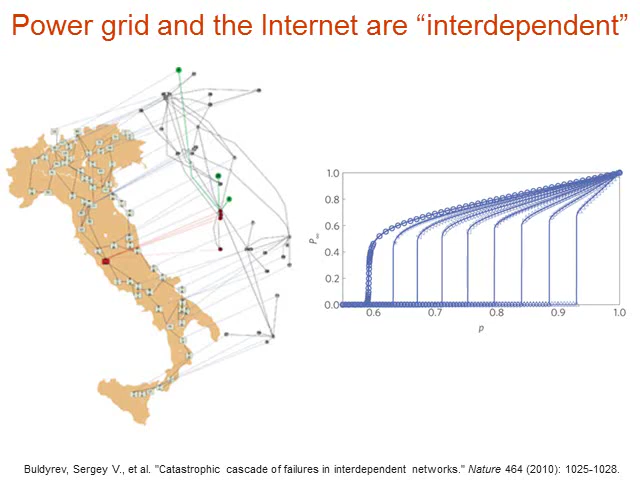 Power grid and the Internet are “interdependent”
1.0
0.8
0.6
0.4
0.2
0.0
P∞
0.6
0.7
0.8
0.9
1.0
p
Buldyrev, Sergey V., et al. "Catastrophic cascade of failures in interdependent networks." Nature 464 (2010): 1025-1028.